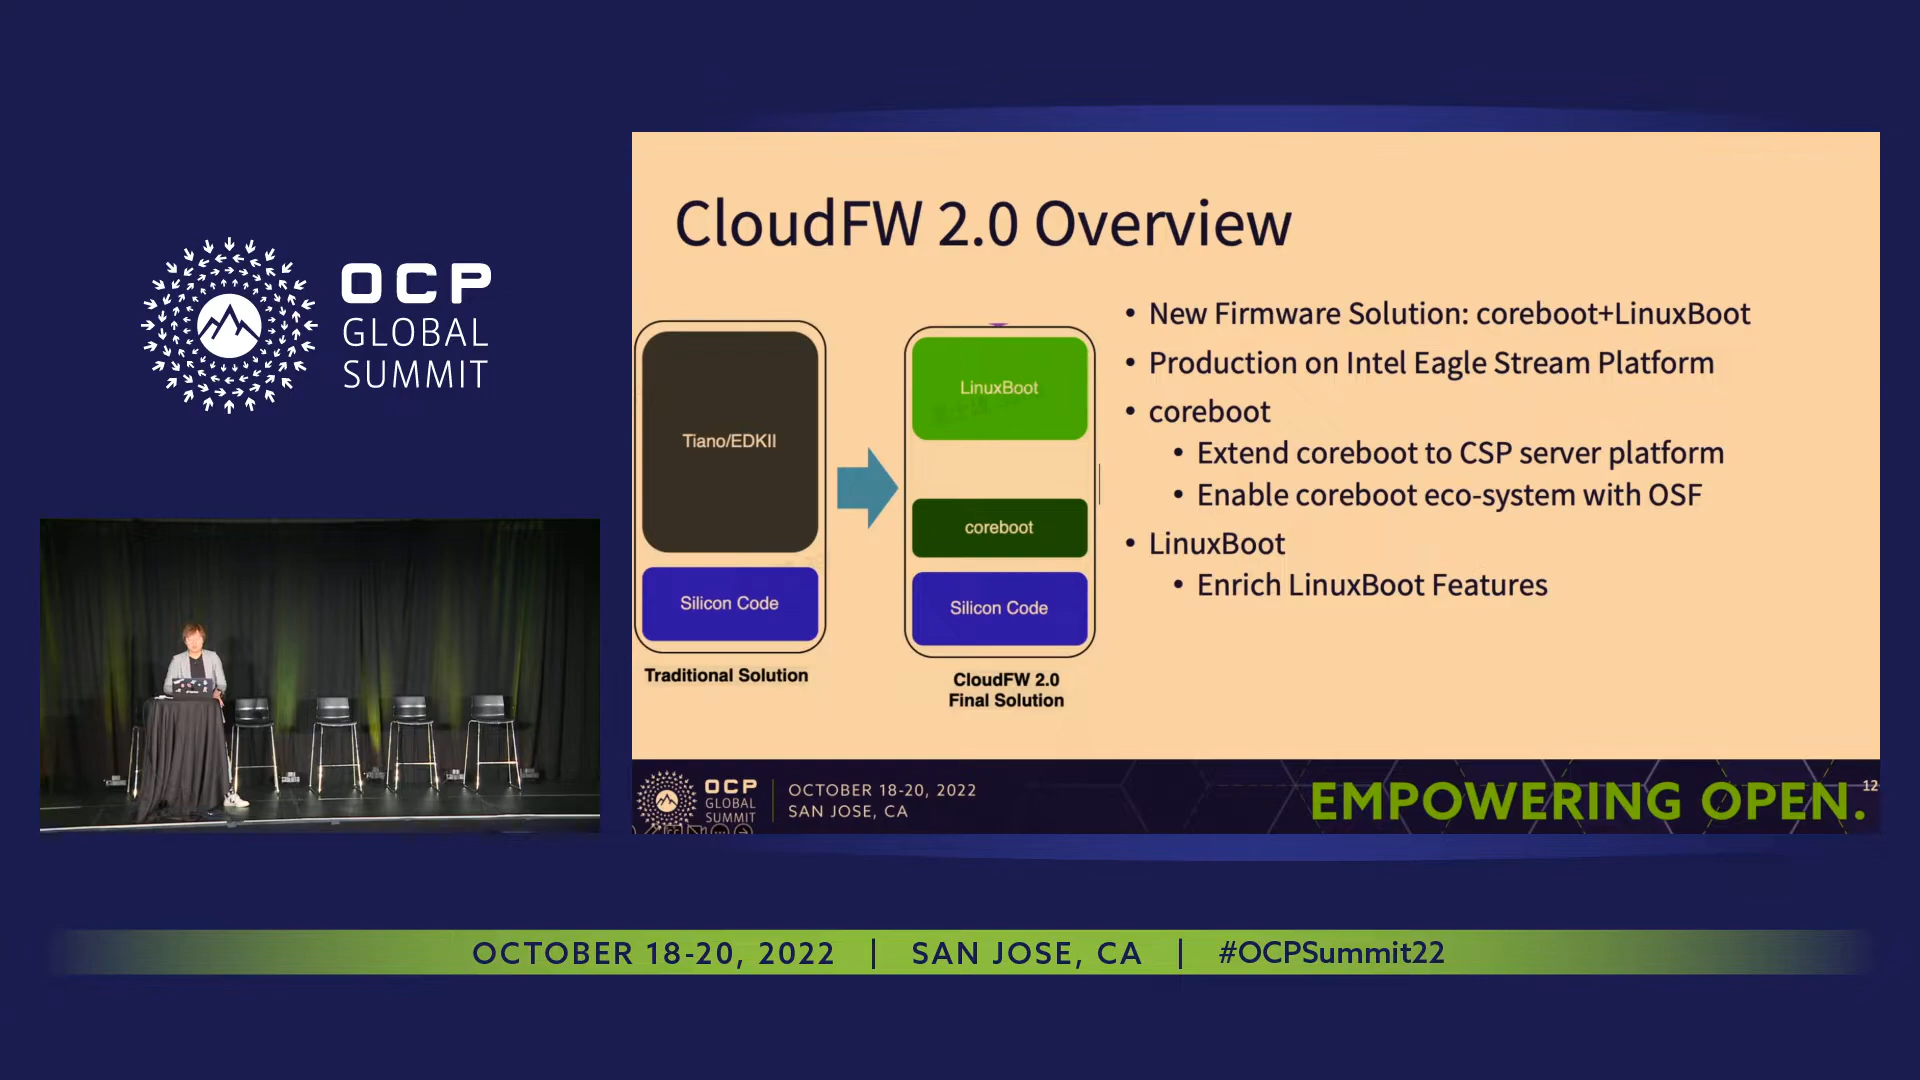 OCP
GLOBAL
SUMMIT
CloudFW 2.0 Overview
Tiano/EDKII
Silicon Code
Traditional Solution
LinuxBoot
coreboot
Silicon Code
CloudFW 2.0
Final Solution
• New Firmware Solution: coreboot+LinuxBoot
• Production on Intel Eagle Stream Platform
• coreboot
• Extend coreboot to CSP server platform
• Enable coreboot eco-system with OSF
• LinuxBoot
• Enrich LinuxBoot Features
OCP
GLOBAL
SUMMIT
OCTOBER 18-20, 2022
SAN JOSE, CA
EMPOWERING OPEN.
12
OCTOBER 18-20, 2022 | SAN JOSE, CA | #OCPSummit22